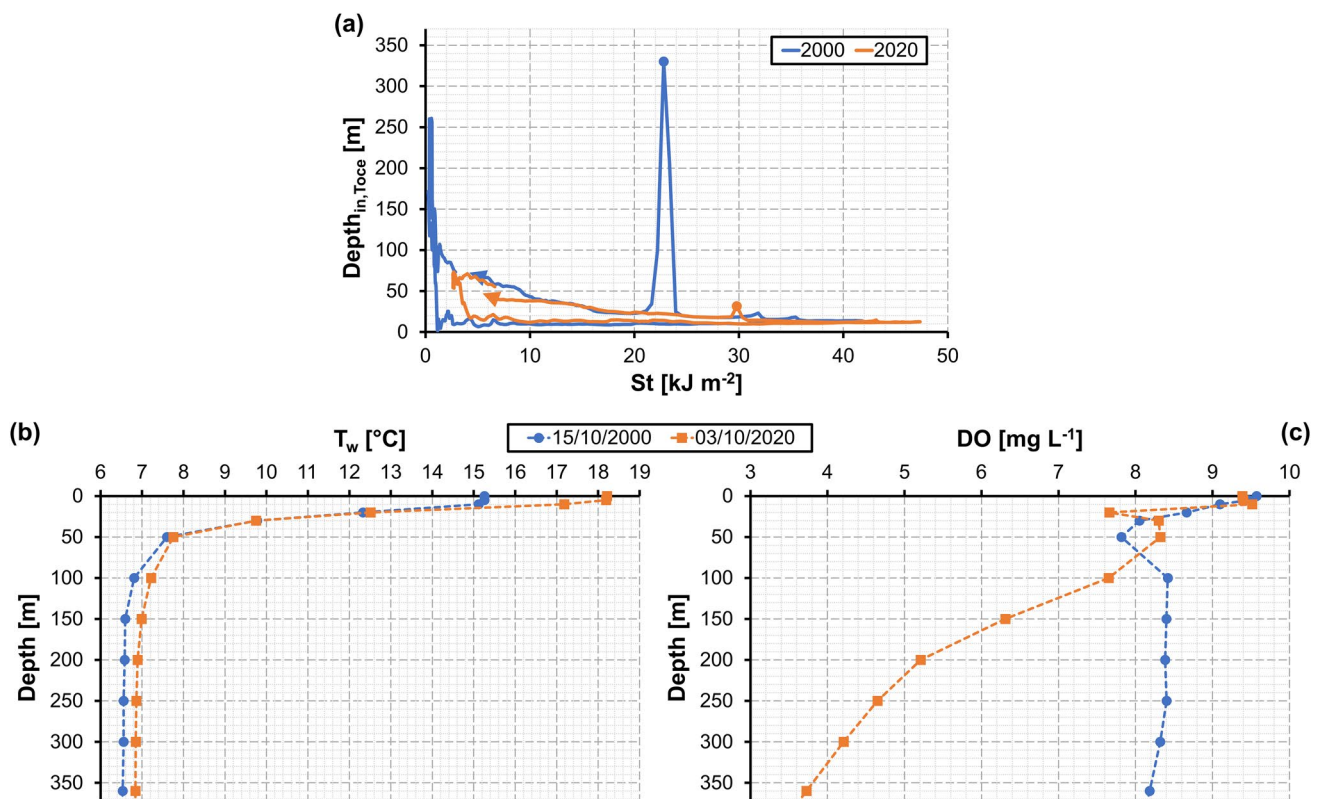 (a)
350
300
250
200
150
100
50
0
Depth_in,Toce [m]
2000 2020
0 10 20 30 40 50
St [kJ m⁻²]
(b) T_w [°C]
15/10/2000 03/10/2020
DO [mg L⁻¹] (c)
6 7 8 9 10 11 12 13 14 15 16 17 18 19
3 4 5 6 7 8 9 10
0
50
100
150
200
250
300
350
Depth [m]
0
50
100
150
200
250
300
350
Depth [m]